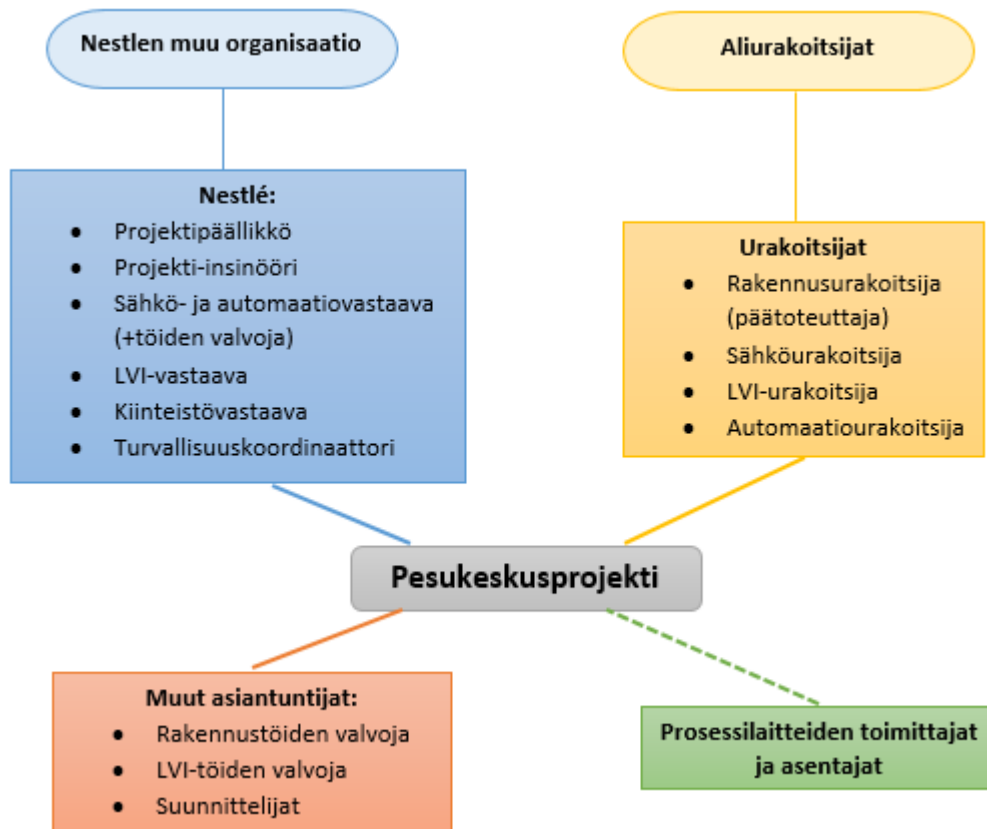 Nestlen muu organisaatio
Aliurakoitsijat
Nestlé:
• Projektipäällikkö
• Projekti-insinööri
• Sähkö- ja automaatiovastaava
(+töiden valvoja)
• LVI-vastaava
• Kiinteistövastaava
• Turvallisuuskoordinaattori
Urakoitsijat
• Rakennusurakoitsija
(päätoteuttaja)
• Sähköurakoitsija
• LVI-urakoitsija
• Automaatiourakoitsija
Pesukeskusprojekti
Muut asiantuntijat:
• Rakennustöiden valvoja
• LVI-töiden valvoja
• Suunnittelijat
Prosessilaitteiden toimittajat
ja asentajat